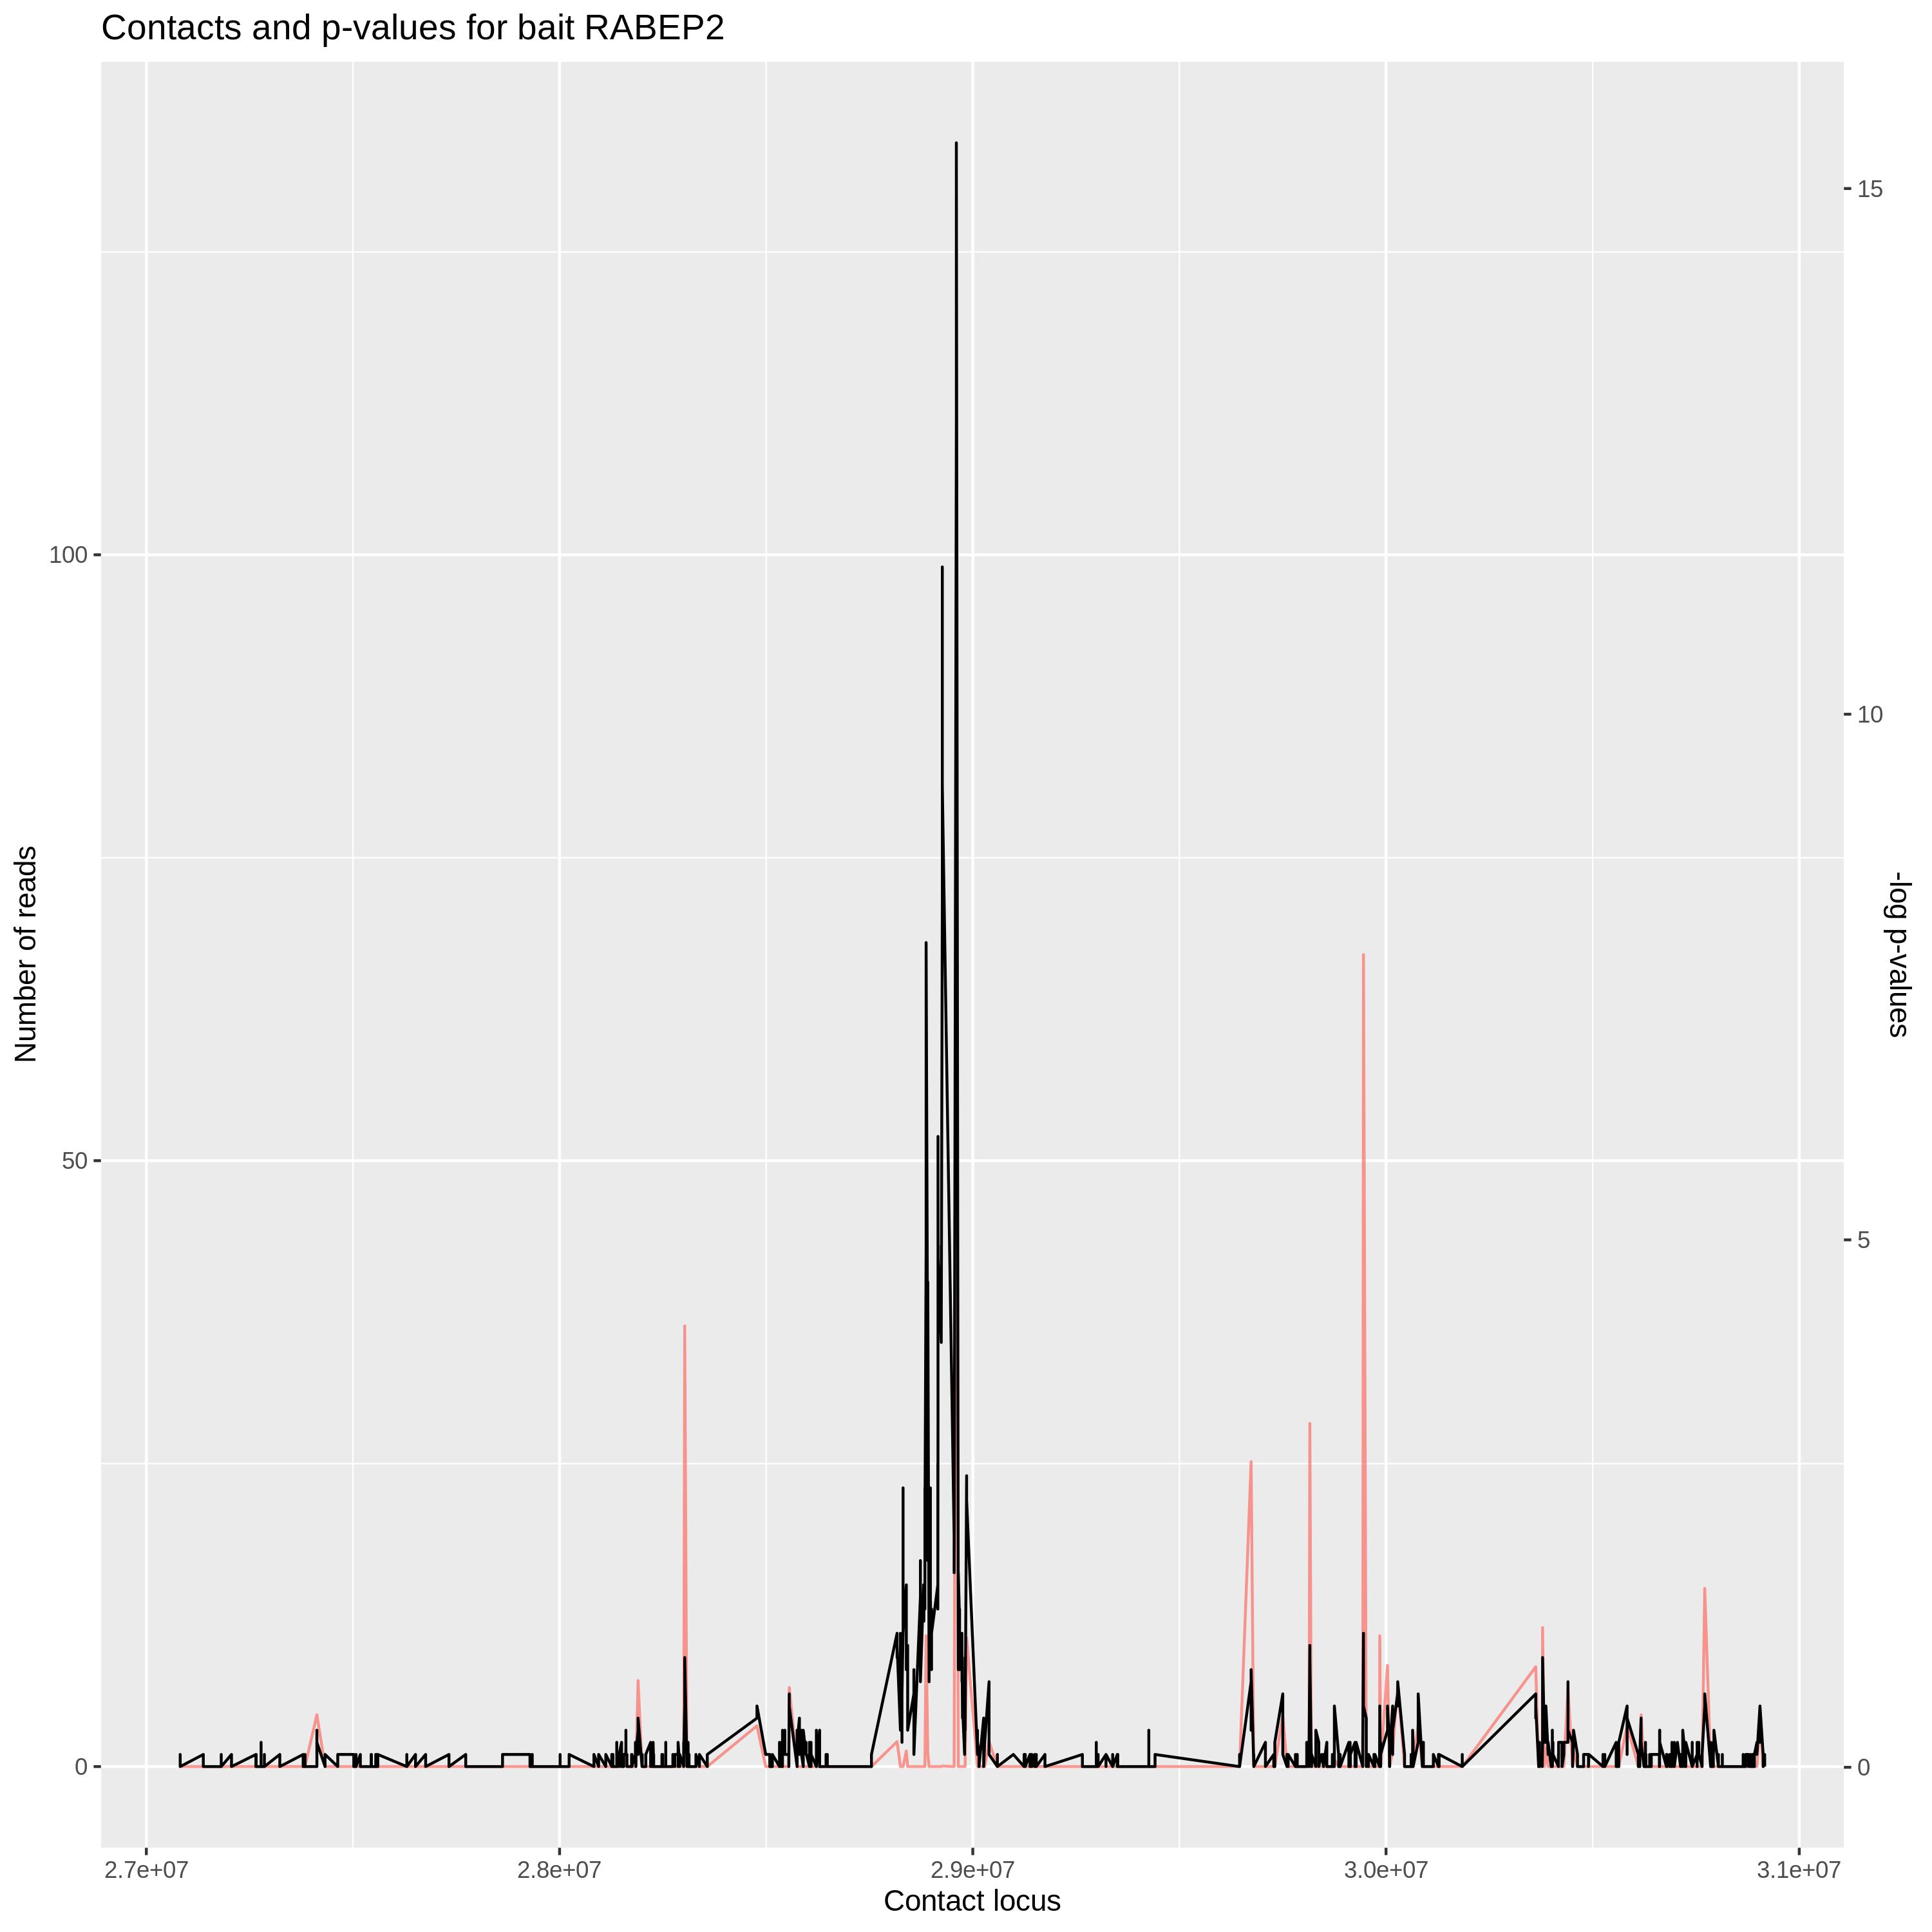 Contacts and p-values for bait RABEP2
Number of reads
100
50
0
15
10
5
0
-log p-values
2.7e+07 2.8e+07 2.9e+07 3.0e+07 3.1e+07
Contact locus